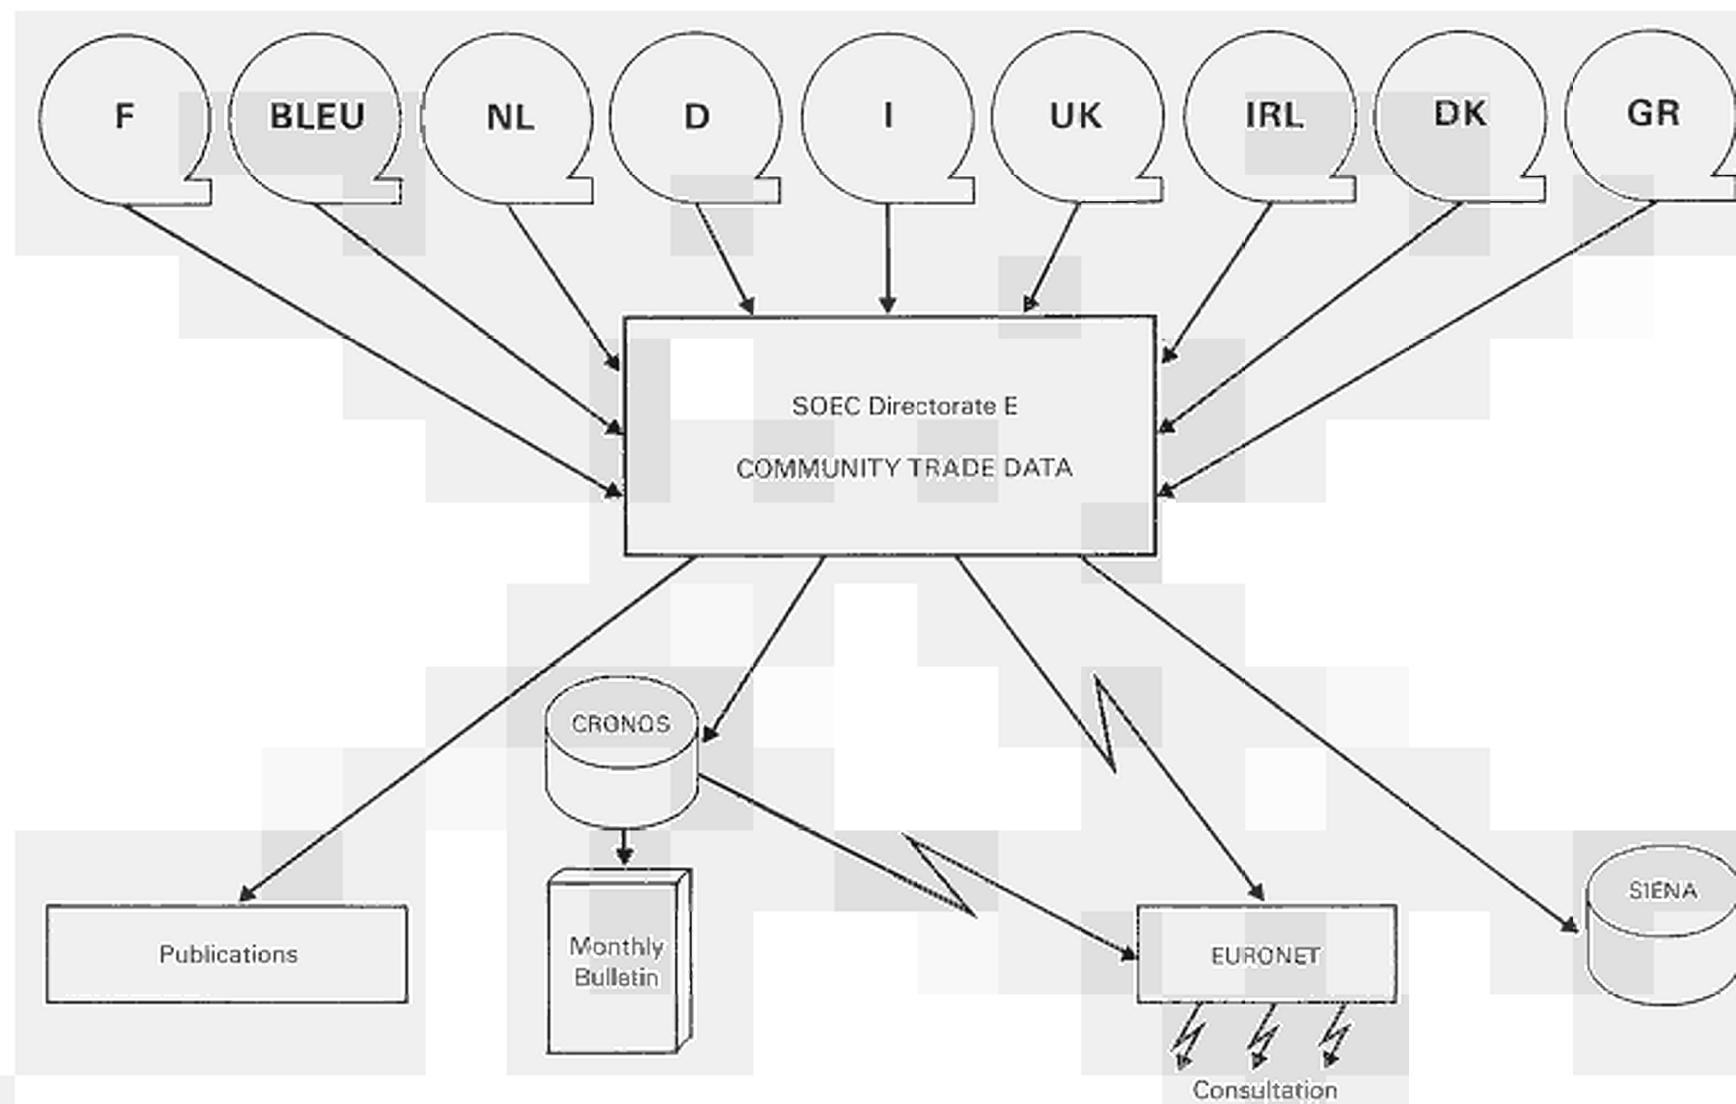 F
BLEU
NL
D
I
UK
IRL
DK
GR
SOEC Directorate E
COMMUNITY TRADE DATA
CRONOS
SIENA
Publications
Monthly
Bulletin
EURONET
Consultation